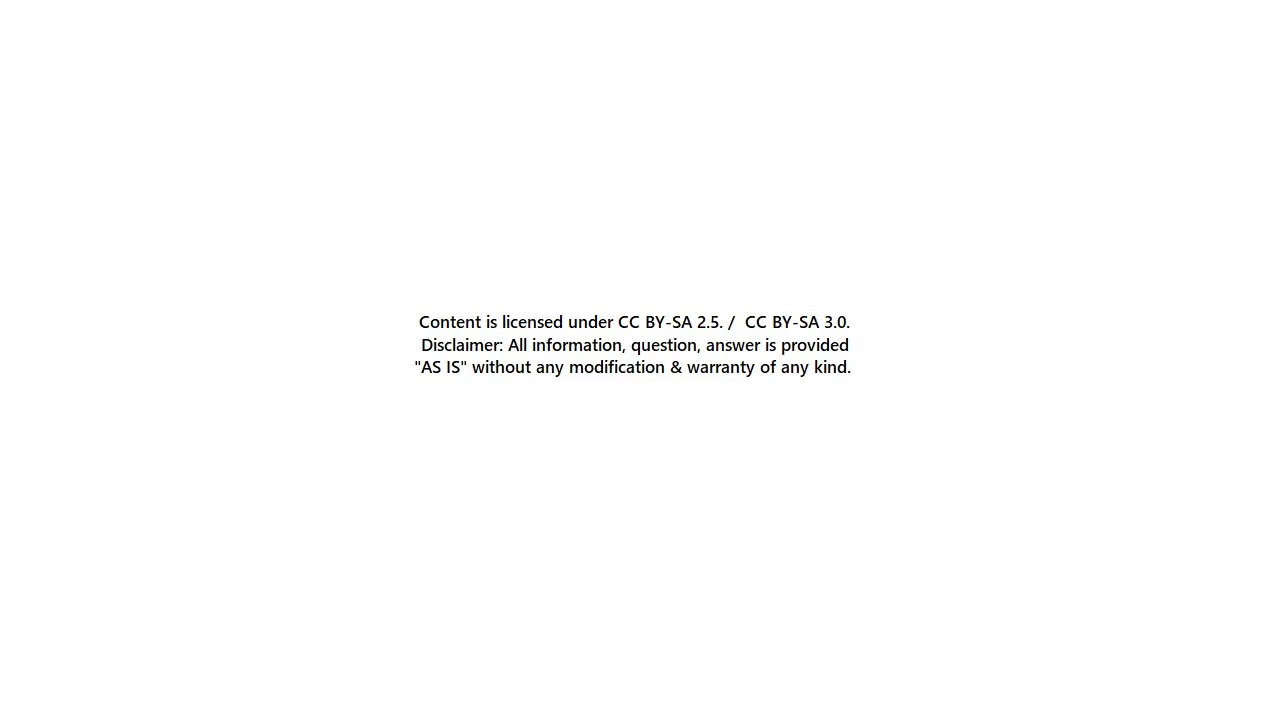 Content is licensed under CC BY-SA 2.5. /  CC BY-SA 3.0.
Disclaimer: All information, question, answer is provided
"AS IS" without any modification & warranty of any kind.